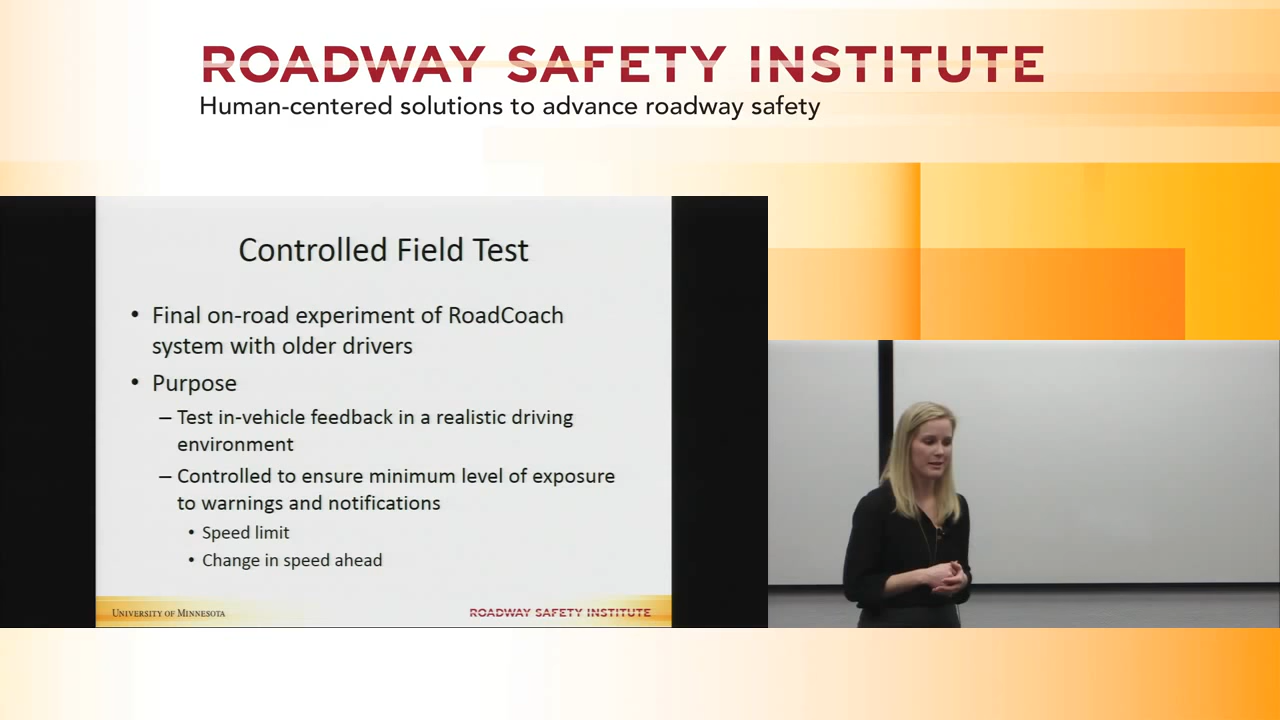 ROADWAY SAFETY INSTITUTE
Human-centered solutions to advance roadway safety
Controlled Field Test
• Final on-road experiment of RoadCoach
system with older drivers
• Purpose
– Test in-vehicle feedback in a realistic driving
environment
– Controlled to ensure minimum level of exposure
to warnings and notifications
• Speed limit
• Change in speed ahead
UNIVERSITY OF MINNESOTA
ROADWAY SAFETY INSTITUTE